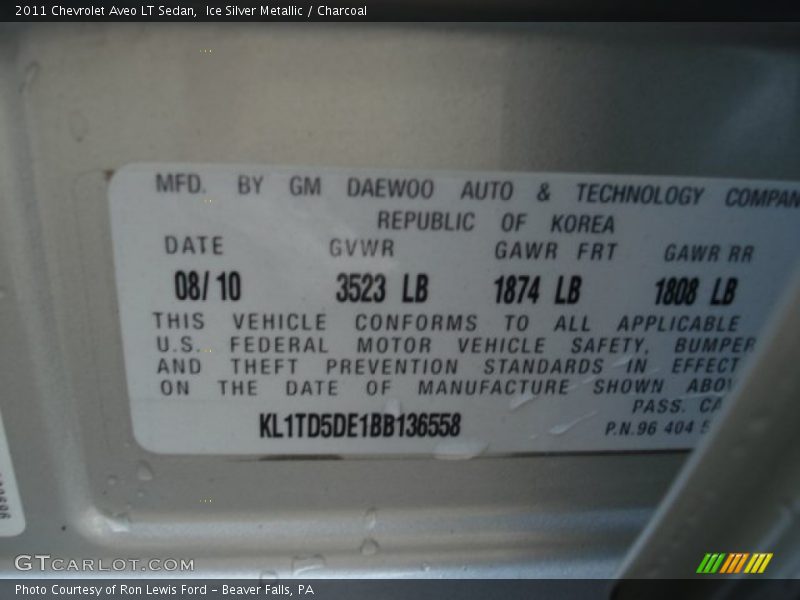 2011 Chevrolet Aveo LT Sedan,  Ice Silver Metallic / Charcoal
MFD. BY GM DAEWOO AUTO & TECHNOLOGY COMPAN
REPUBLIC OF KOREA
DATE GVWR GAWR FRT GAWR RR
08/10 3523 LB 1874 LB 1808 LB
THIS VEHICLE CONFORMS TO ALL APPLICABLE
U.S. FEDERAL MOTOR VEHICLE SAFETY, BUMPER
AND THEFT PREVENTION STANDARDS IN EFFECT
ON THE DATE OF MANUFACTURE SHOWN ABOV
PASS. CA
KL1TD5DE1BB136558 P.N.96 404 5
GTCARLOT.COM
Photo Courtesy of Ron Lewis Ford - Beaver Falls, PA